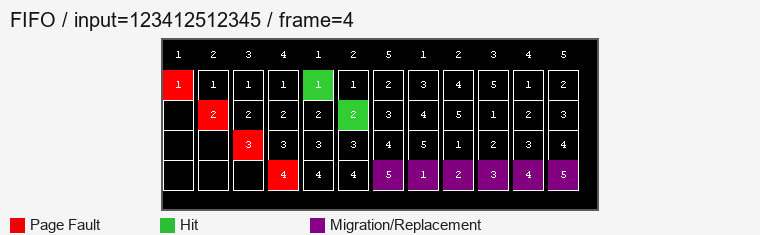 FIFO / input=123412512345 / frame=4
1 2 3 4 1 2 5 1 2 3 4 5
1 1 1 1 1 1 2 3 4 5 1 2
2 2 2 2 2 3 4 5 1 2 3
3 3 3 3 4 5 1 2 3 4
4 4 4 5 1 2 3 4 5
Page Fault Hit Migration/Replacement